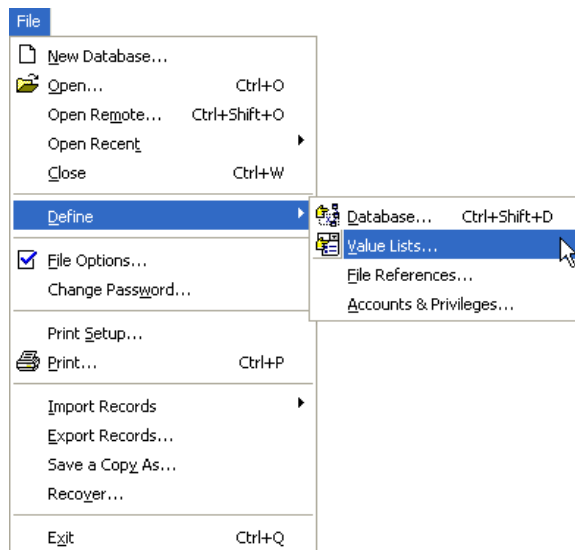 File
New Database...
Open... Ctrl+O
Open Remote... Ctrl+Shift+O
Open Recent
Close Ctrl+W
Define
Database... Ctrl+Shift+D
Value Lists...
File References...
Accounts & Privileges...
File Options...
Change Password...
Print Setup...
Print... Ctrl+P
Import Records
Export Records...
Save a Copy As...
Recover...
Exit Ctrl+Q